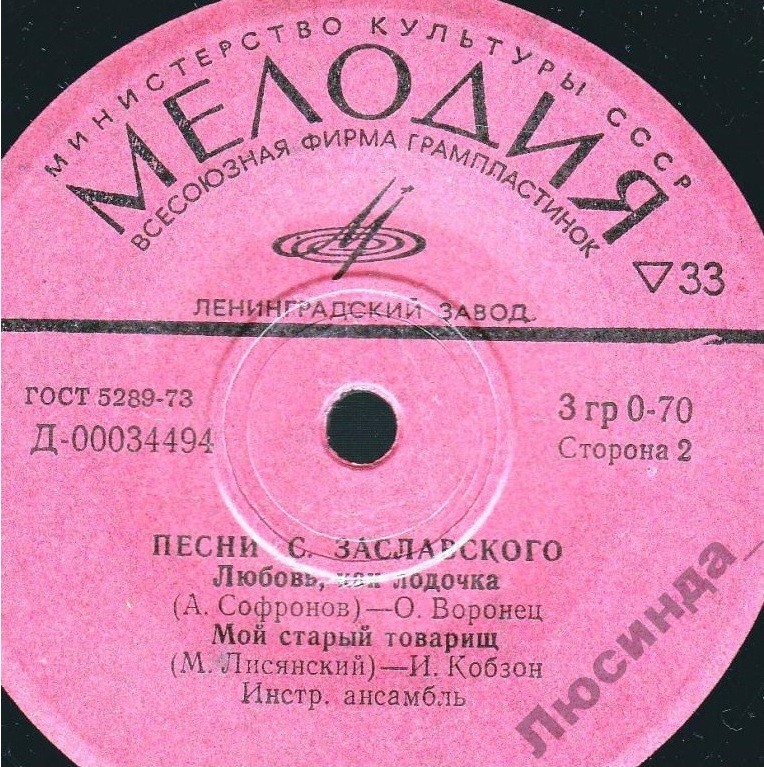 МИНИСТЕРСТВО КУЛЬТУРЫ СССР
МЕЛОДИЯ
ВСЕСОЮЗНАЯ ФИРМА ГРАМПЛАСТИНОК
▽33
ЛЕНИНГРАДСКИЙ ЗАВОД
ГОСТ 5289-73
Д-00034494
3 гр 0-70
Сторона 2
ПЕСНИ С. ЗАСЛАВСКОГО
Любовь, как лодочка
(А. Софронов)—О. Воронец
Мой старый товарищ
(М. Лисянский)—И. Кобзон
Инстр. ансамбль
Люсинда_